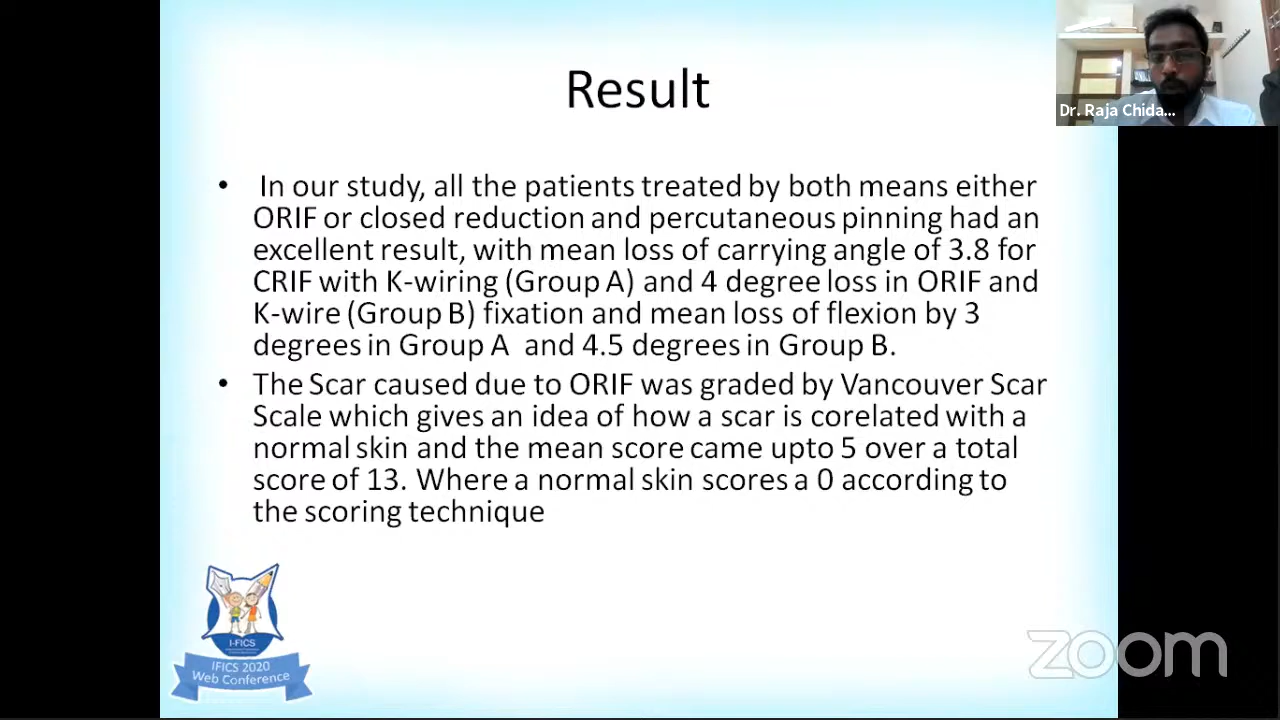 Result
Dr. Raja Chida...
• In our study, all the patients treated by both means either
ORIF or closed reduction and percutaneous pinning had an
excellent result, with mean loss of carrying angle of 3.8 for
CRIF with K-wiring (Group A) and 4 degree loss in ORIF and
K-wire (Group B) fixation and mean loss of flexion by 3
degrees in Group A and 4.5 degrees in Group B.
• The Scar caused due to ORIF was graded by Vancouver Scar
Scale which gives an idea of how a scar is corelated with a
normal skin and the mean score came upto 5 over a total
score of 13. Where a normal skin scores a 0 according to
the scoring technique
I-FICS
IFICS 2020
Web Conference
zoom